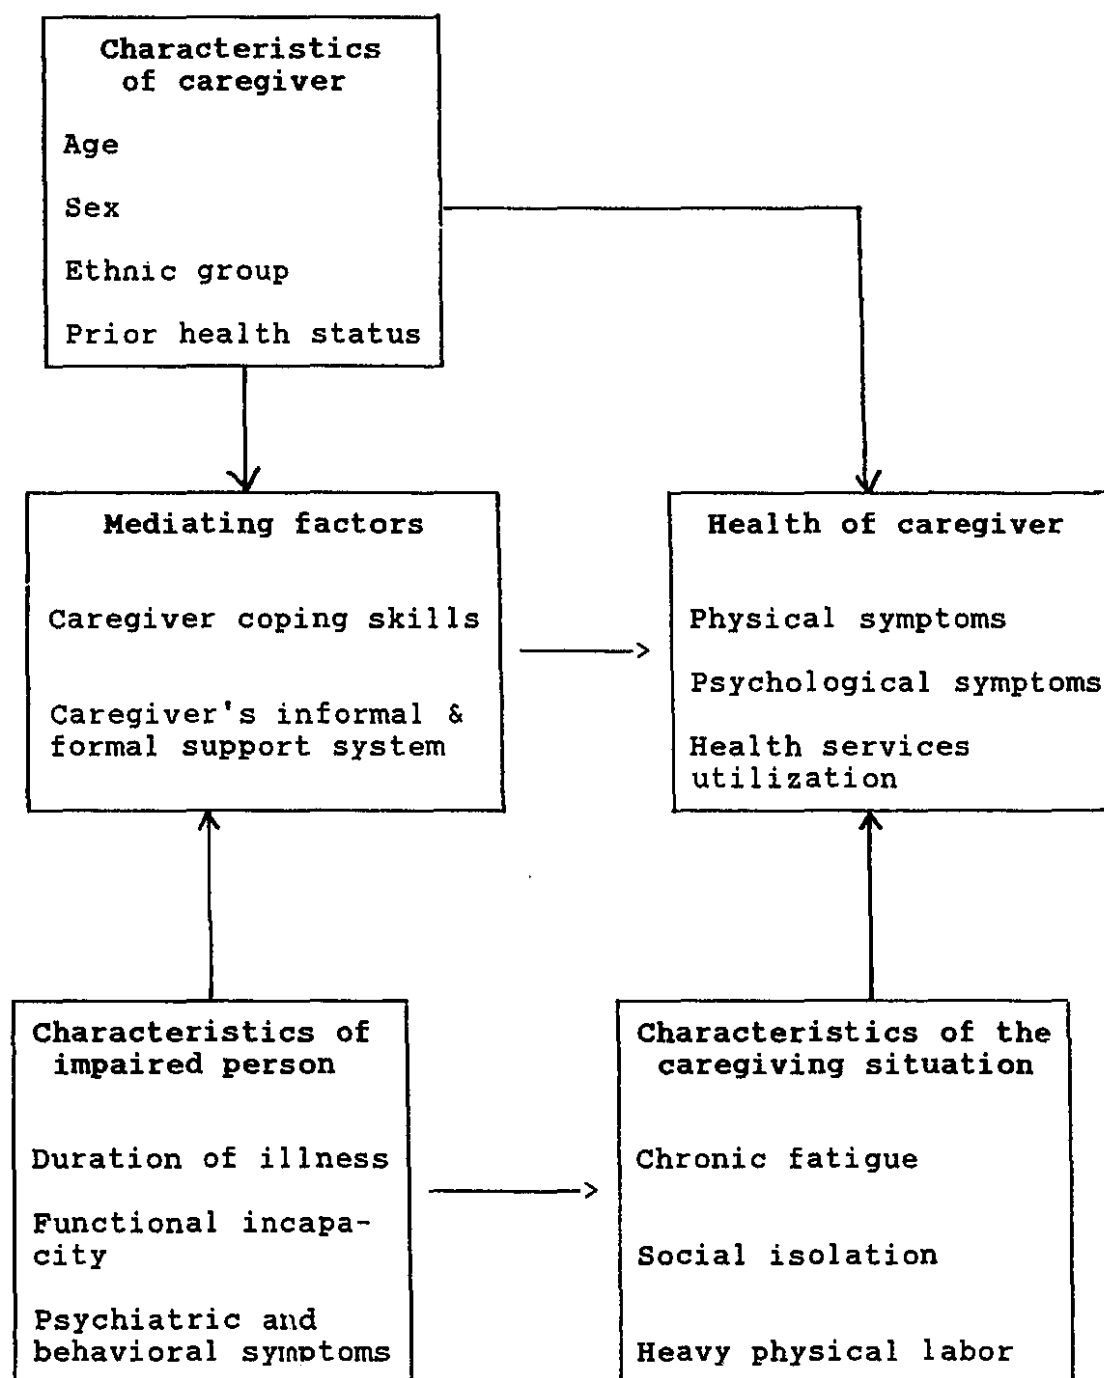 Characteristics
of caregiver
Age
Sex
Ethnic group
Prior health status
Mediating factors
Caregiver coping skills
Caregiver's informal &
formal support system
Health of caregiver
Physical symptoms
Psychological symptoms
Health services
utilization
Characteristics of
impaired person
Duration of illness
Functional incapa-
city
Psychiatric and
behavioral symptoms
Characteristics of the
caregiving situation
Chronic fatigue
Social isolation
Heavy physical labor